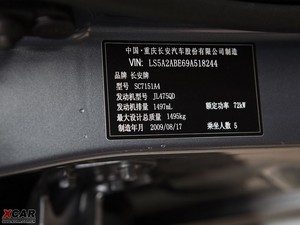 中国·重庆长安汽车股份有限公司制造
VIN: LS5A2ABE69A518244
品牌 长安牌
型号 SC7151A4
发动机型号 JL475QD
发动机排量 1497mL 额定功率 72kW
最大设计总质量 1495kg
制造年月 2009/08/17 乘坐人数 5
XCAR